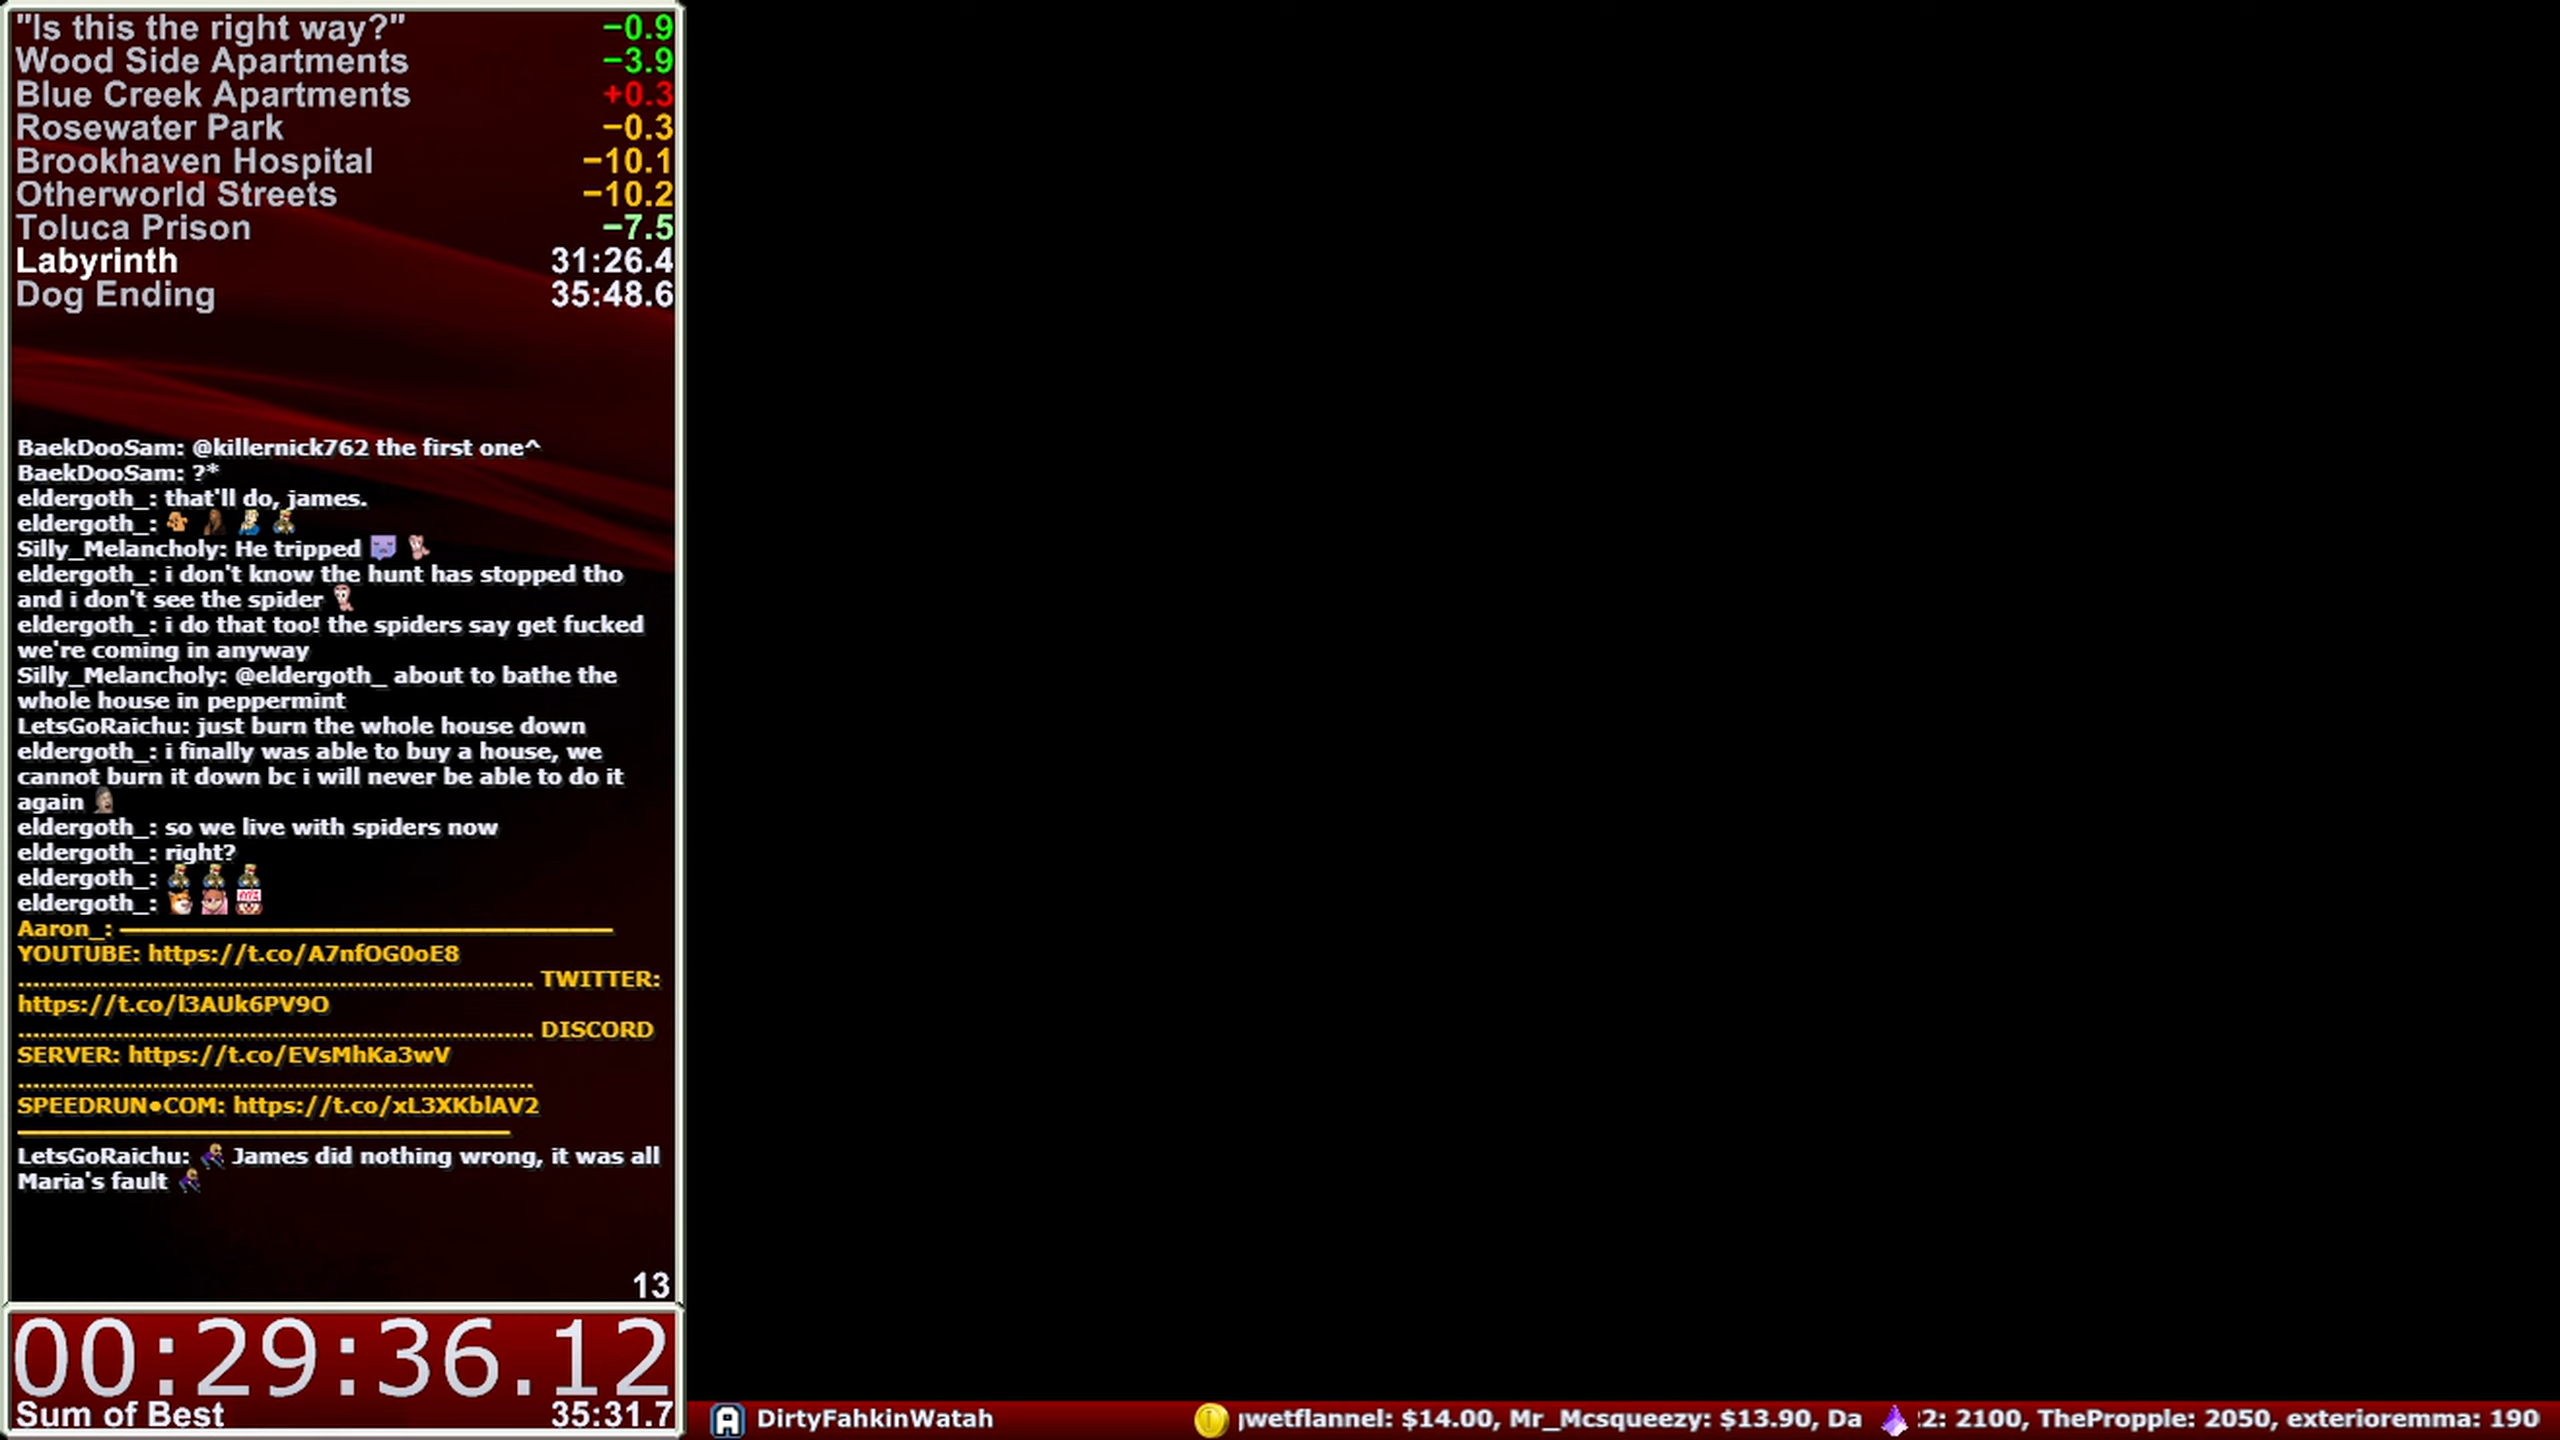 "Is this the right way?" −0.9
Wood Side Apartments −3.9
Blue Creek Apartments +0.3
Rosewater Park −0.3
Brookhaven Hospital −10.1
Otherworld Streets −10.2
Toluca Prison −7.5
Labyrinth 31:26.4
Dog Ending 35:48.6
BaekDooSam: @killernick762 the first one^
BaekDooSam: ?*
eldergoth_: that'll do, james.
eldergoth_:
Silly_Melancholy: He tripped
eldergoth_: i don't know the hunt has stopped tho
and i don't see the spider
eldergoth_: i do that too! the spiders say get fucked
we're coming in anyway
Silly_Melancholy: @eldergoth_ about to bathe the
whole house in peppermint
LetsGoRaichu: just burn the whole house down
eldergoth_: i finally was able to buy a house, we
cannot burn it down bc i will never be able to do it
again
eldergoth_: so we live with spiders now
eldergoth_: right?
eldergoth_:
eldergoth_:
Aaron_: ————————————————————
YOUTUBE: https://t.co/A7nfOG0oE8
..................................................................... TWITTER:
https://t.co/l3AUk6PV9O
..................................................................... DISCORD
SERVER: https://t.co/EVsMhKa3wV
.....................................................................
SPEEDRUN●COM: https://t.co/xL3XKblAV2
————————————————————
LetsGoRaichu: James did nothing wrong, it was all
Maria's fault
13
00:29:36.12
Sum of Best 35:31.7
DirtyFahkinWatah
wetflannel: $14.00, Mr_Mcsqueezy: $13.90, Da
2: 2100, ThePropple: 2050, exterioremma: 190